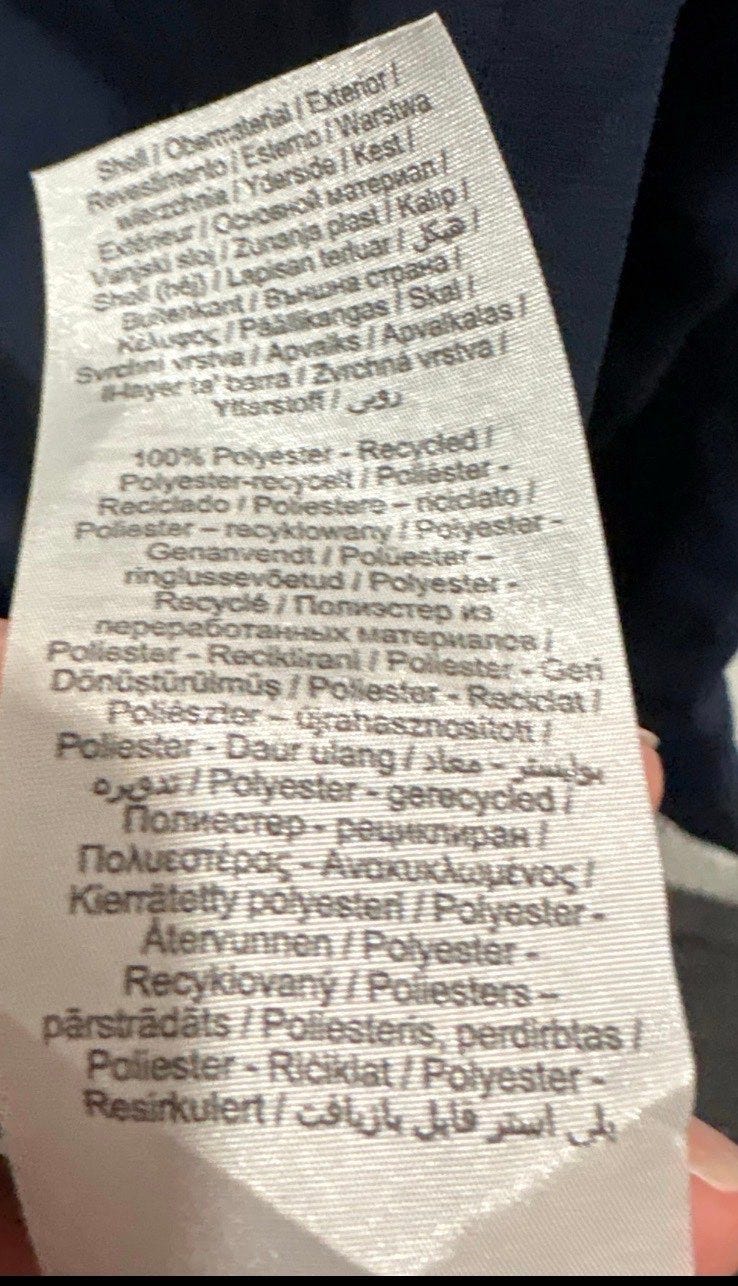 Shell / Obermaterial / Exterior /
Revestimento / Esterno / Warstwa
wierzchnia / Yderside / Kest /
Extérieur / Основной материал /
Vanjski sloj / Zunanja plast / Kalıp /
Shell (héj) / Lapisan terluar / هيكل /
Buitenkant / Външна страна /
Κέλυφος / Päällikangas / Skal /
Svrchní vrstva / Apvalks / Apvalkalas /
Il-layer ta' barra / Zvrchná vrstva /
Ytterstoff / رویی
100% Polyester - Recycled /
Polyester-recycelt / Poliéster -
Reciclado / Poliestere – riciclato /
Poliester – recyklowany / Polyester -
Genanvendt / Polüester –
ringlussevõetud / Polyester -
Recyclé / Полиэстер из
переработанных материалов /
Poliester - Reciklirani / Poliester - Geri
Dönüştürülmüş / Poliester - Reciclat /
Poliészter – újrahasznosított /
Poliester - Daur ulang / بوليستر - معاد
تدويره / Polyester - gerecycled /
Полиестер - рециклиран /
Πολυεστέρας - Ανακυκλωμένος /
Kierrätetty polyesteri / Polyester -
Återvunnen / Polyester -
Recyklovaný / Poliesters –
pārstrādāts / Poliesteris, perdirbtas /
Poliester - Riċiklat / Polyester -
Resirkulert / پلی استر قابل بازیافت